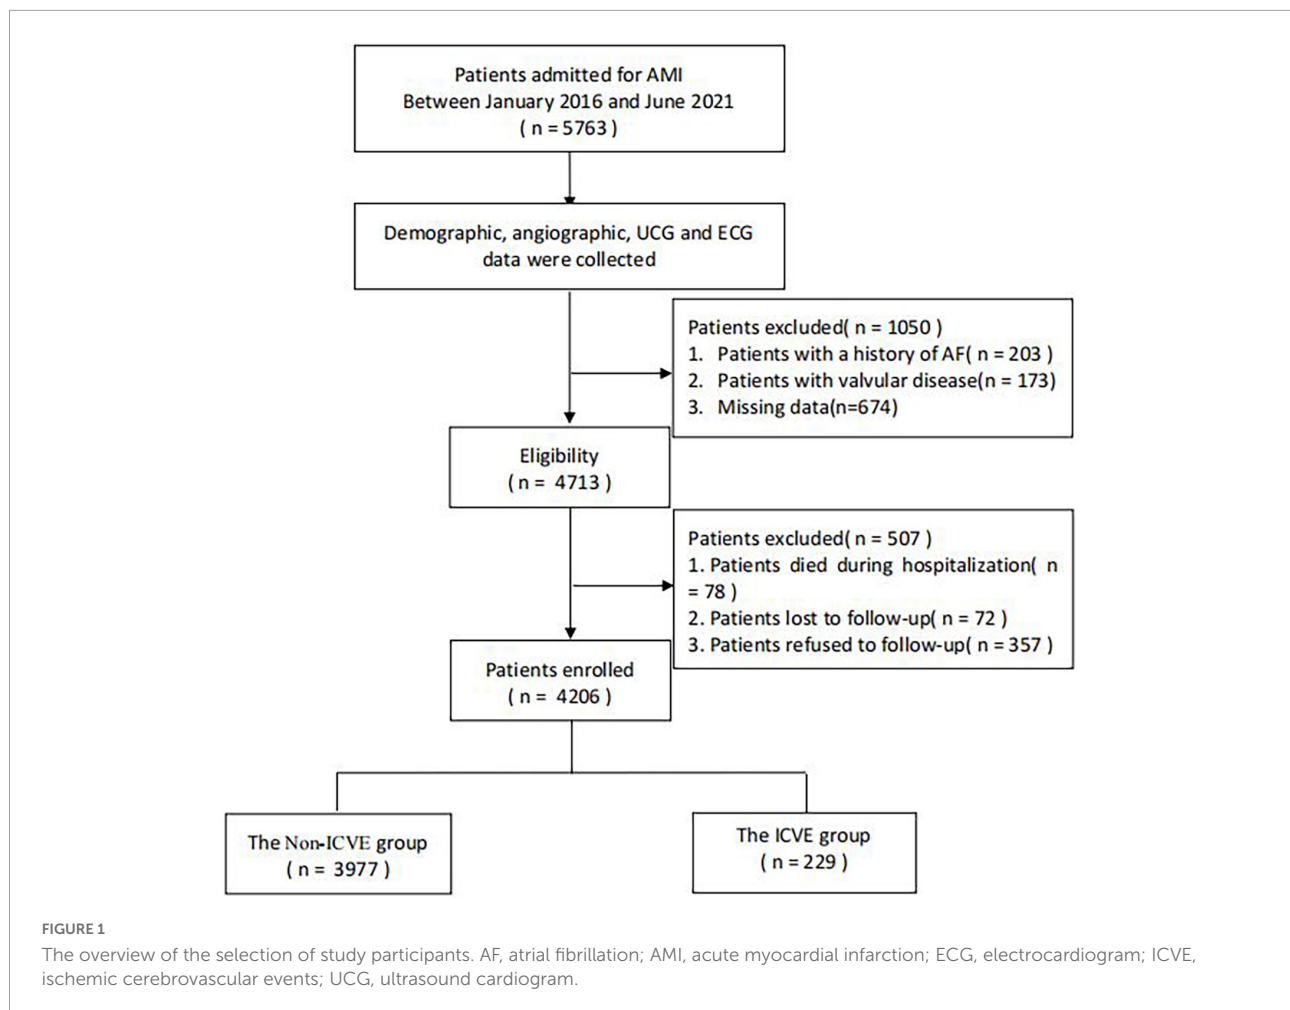 Patients admitted for AMI
Between January 2016 and June 2021
( n = 5763 )
Demographic, angiographic, UCG and ECG
data were collected
Patients excluded( n = 1050 )
1. Patients with a history of AF( n = 203 )
2. Patients with valvular disease(n = 173)
3. Missing data(n=674)
Eligibility
( n = 4713 )
Patients excluded( n = 507 )
1. Patients died during hospitalization( n
= 78 )
2. Patients lost to follow-up( n = 72 )
3. Patients refused to follow-up( n = 357 )
Patients enrolled
( n = 4206 )
The Non-ICVE group
( n = 3977 )
The ICVE group
( n = 229 )
FIGURE 1
The overview of the selection of study participants. AF, atrial fibrillation; AMI, acute myocardial infarction; ECG, electrocardiogram; ICVE,
ischemic cerebrovascular events; UCG, ultrasound cardiogram.